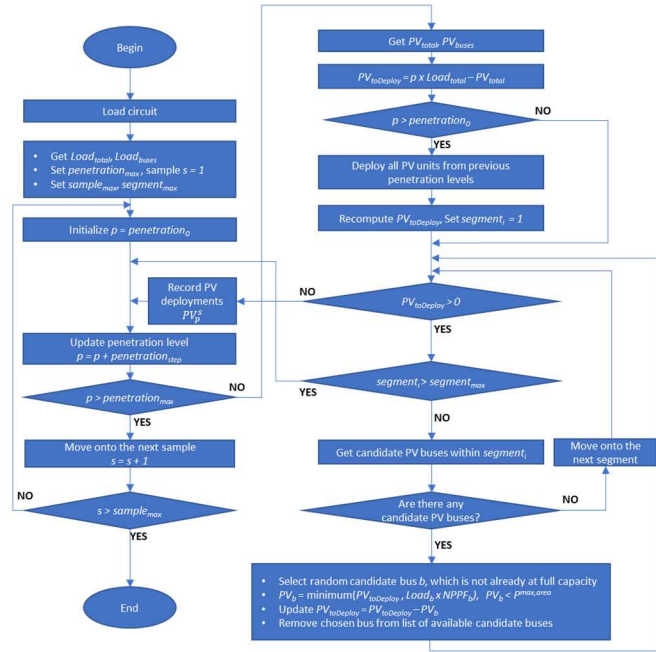 Begin
Load circuit
• Get Load_total, Load_buses
• Set penetration_max, sample s = 1
• Set sample_max, segment_max
Initialize p = penetration_0
Record PV
deployments
PV_p^s
Update penetration level
p = p + penetration_step
p > penetration_max
NO
YES
Move onto the next sample
s = s + 1
NO
s > sample_max
YES
End
Get PV_total, PV_buses
PV_toDeploy = p x Load_total – PV_total
NO
p > penetration_0
YES
Deploy all PV units from previous
penetration levels
Recompute PV_toDeploy, Set segment_i = 1
NO
PV_toDeploy > 0
YES
segment_i > segment_max
YES
NO
Get candidate PV buses within segment_i
Move onto
the next
segment
Are there any
candidate PV buses?
NO
YES
• Select random candidate bus b, which is not already at full capacity
• PV_b = minimum(PV_toDeploy, Load_b x NPPF_b), PV_b < P^max,area
• Update PV_toDeploy = PV_toDeploy – PV_b
• Remove chosen bus from list of available candidate buses